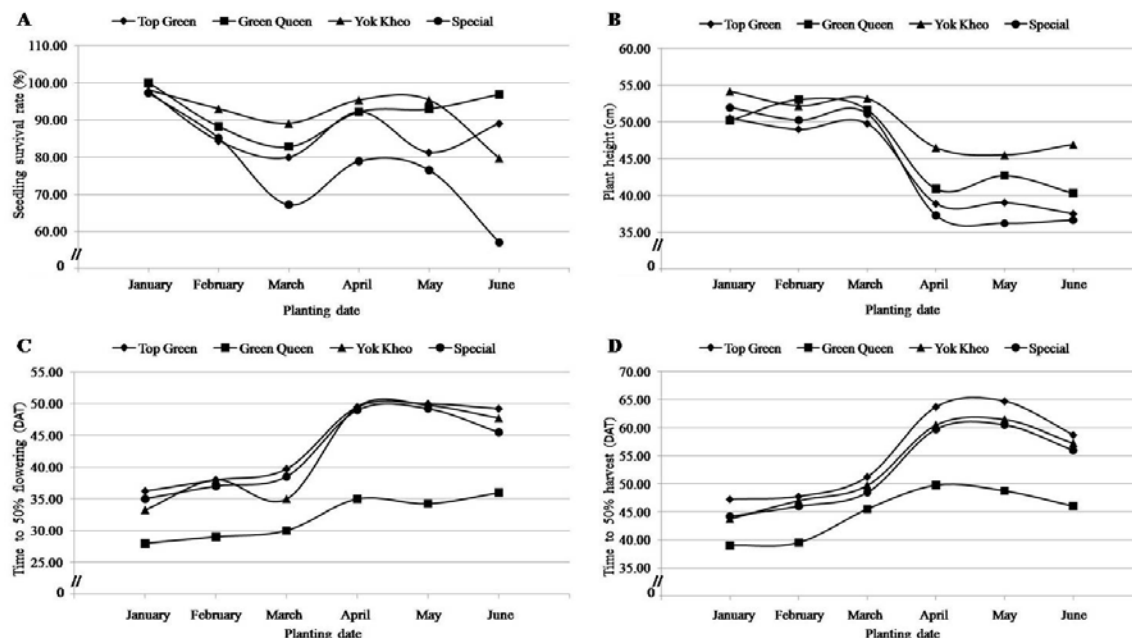 A
Top Green Green Queen Yok Kheo Special
Seedling survival rate (%)
110.00
100.00
90.00
80.00
70.00
60.00
//
0
January February March April May June
Planting date
B
Top Green Green Queen Yok Kheo Special
Plant height (cm)
60.00
55.00
50.00
45.00
40.00
35.00
//
0
January February March April May June
Planting date
C
Top Green Green Queen Yok Kheo Special
Time to 50% flowering (DAT)
55.00
50.00
45.00
40.00
35.00
30.00
25.00
//
0
January February March April May June
Planting date
D
Top Green Green Queen Yok Kheo Special
Time to 50% harvest (DAT)
70.00
65.00
60.00
55.00
50.00
45.00
40.00
35.00
//
0
January February March April May June
Planting date